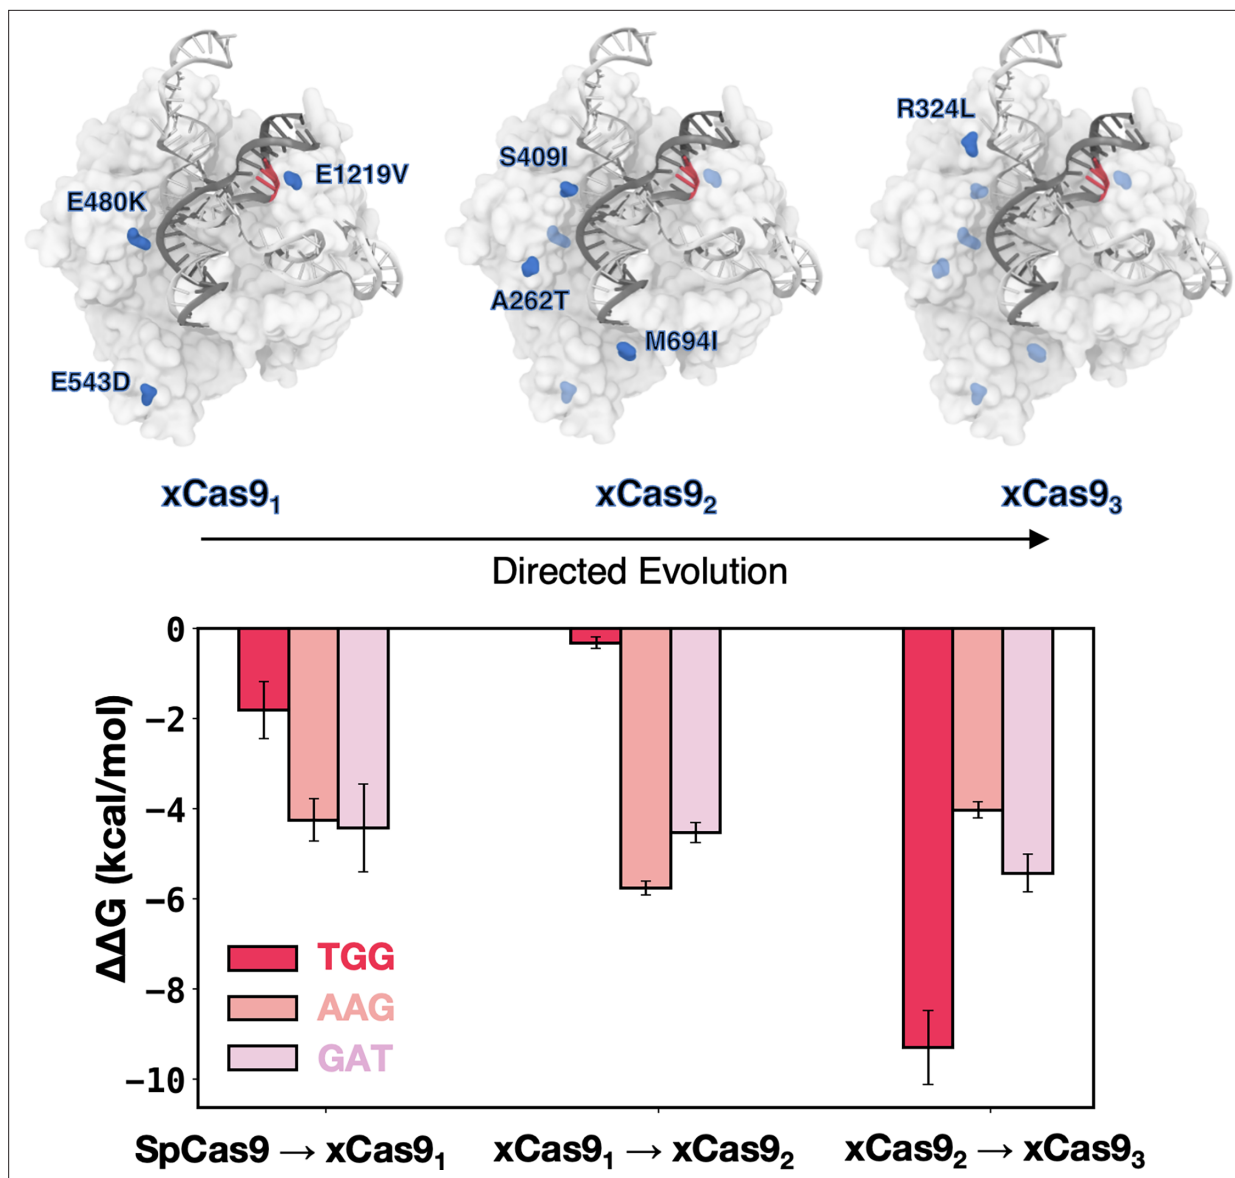 R324L
S409I
E1219V
E480K
A262T
M694I
E543D
xCas9₁ xCas9₂ xCas9₃
Directed Evolution
0
−2
−4
−6
−8
−10
ΔΔG (kcal/mol)
TGG
AAG
GAT
SpCas9 → xCas9₁ xCas9₁ → xCas9₂ xCas9₂ → xCas9₃